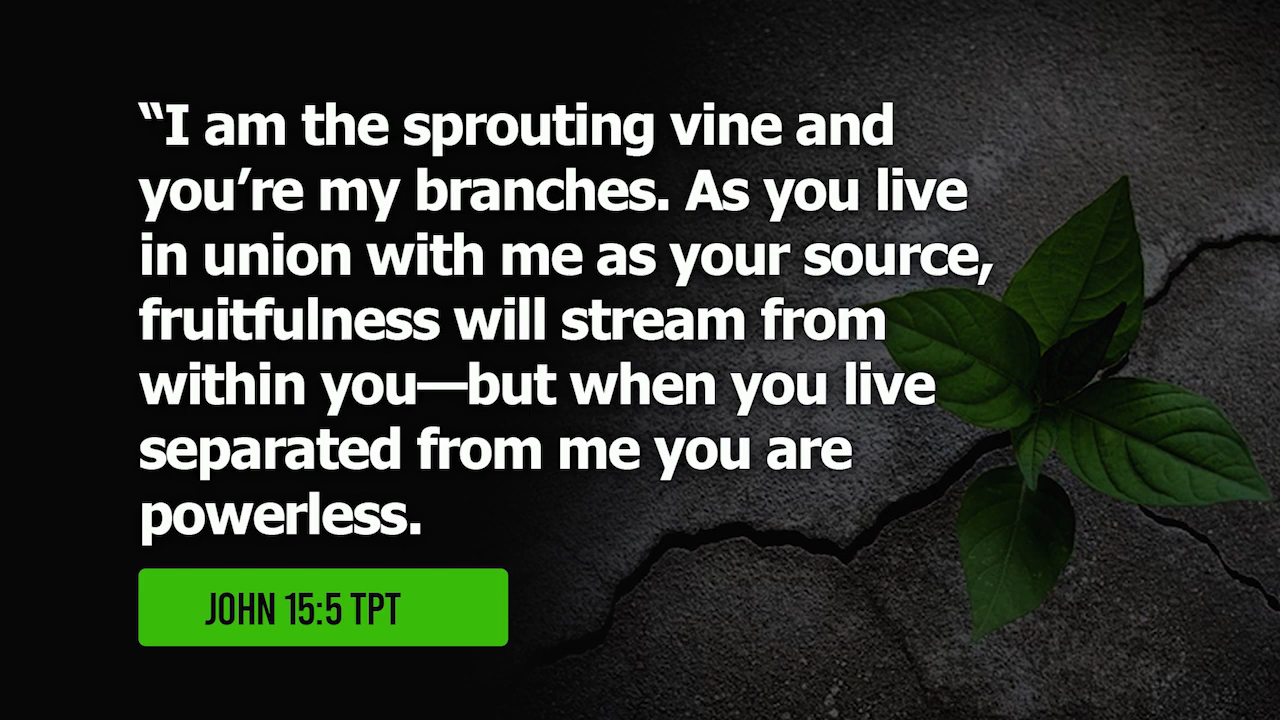 “I am the sprouting vine and
you’re my branches. As you live
in union with me as your source,
fruitfulness will stream from
within you—but when you live
separated from me you are
powerless.
JOHN 15:5 TPT